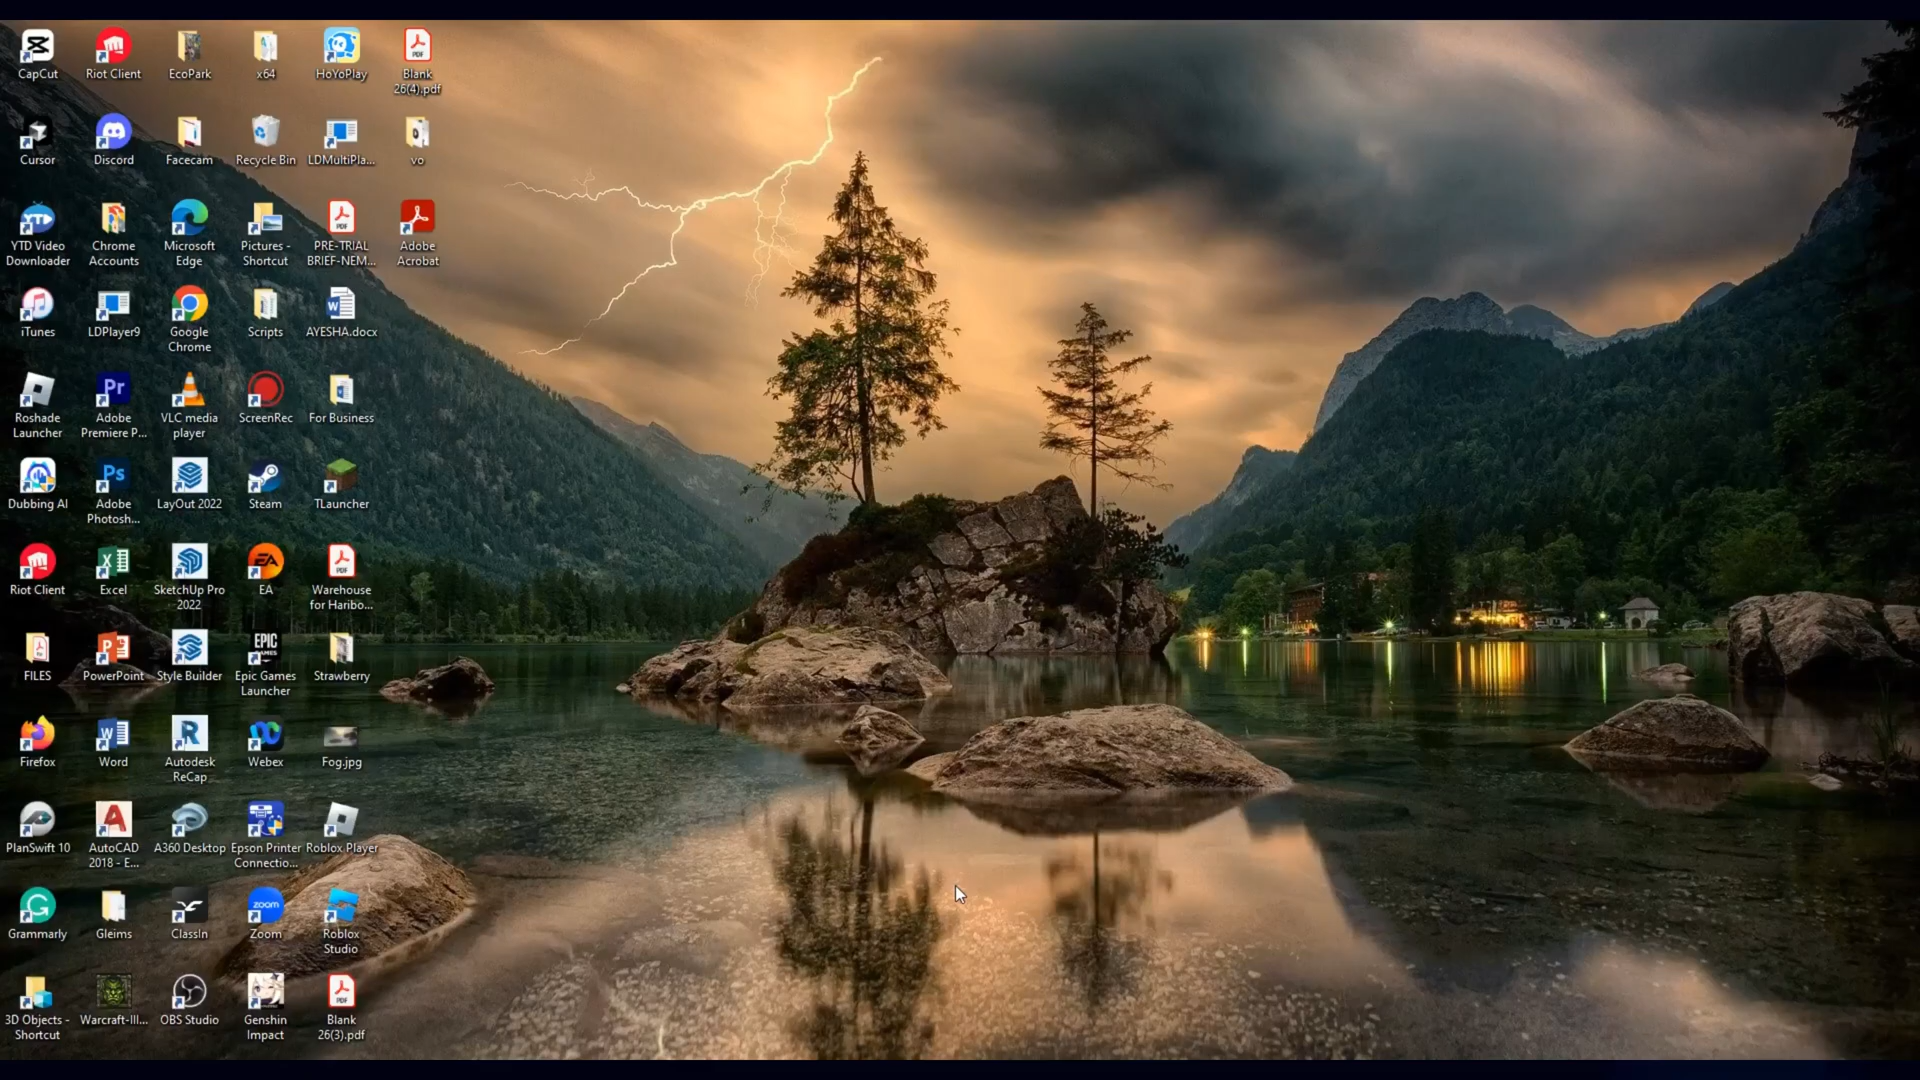 CapCut
Riot Client
EcoPark
x64
HoYoPlay
Blank
26(4).pdf
Cursor
Discord
Facecam
Recycle Bin
LDMultiPla...
vo
YTD Video
Downloader
Chrome
Accounts
Microsoft
Edge
Pictures -
Shortcut
PRE-TRIAL
BRIEF-NEM...
Adobe
Acrobat
iTunes
LDPlayer9
Google
Chrome
Scripts
AYESHA.docx
Roshade
Launcher
Adobe
Premiere P...
VLC media
player
ScreenRec
For Business
Dubbing AI
Adobe
Photosh...
LayOut 2022
Steam
TLauncher
Riot Client
Excel
SketchUp Pro
2022
EA
Warehouse
for Haribo...
FILES
PowerPoint
Style Builder
Epic Games
Launcher
Strawberry
Firefox
Word
Autodesk
ReCap
Webex
Fog.jpg
PlanSwift 10
AutoCAD
2018 - E...
A360 Desktop
Epson Printer
Connectio...
Roblox Player
Grammarly
Gleims
ClassIn
Zoom
Roblox
Studio
3D Objects -
Shortcut
Warcraft-III...
OBS Studio
Genshin
Impact
Blank
26(3).pdf